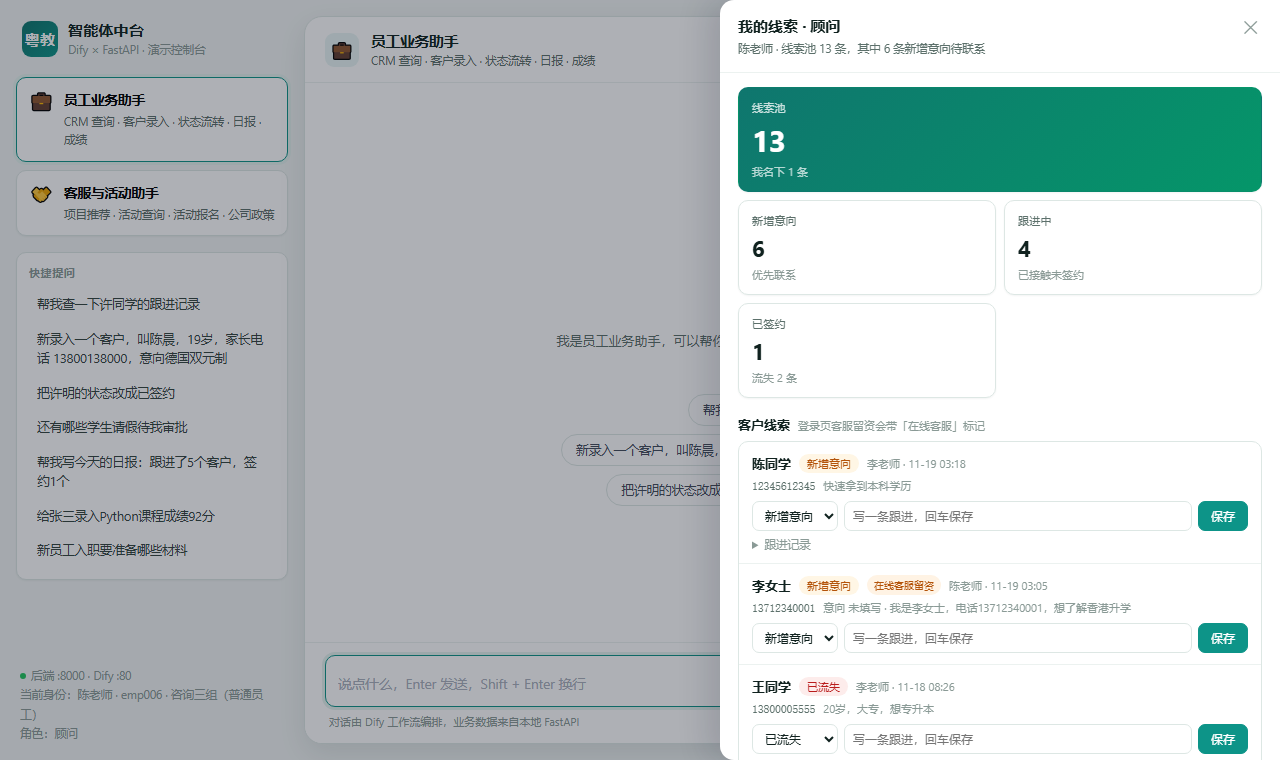 粤教
智能体中台
Dify × FastAPI · 演示控制台
员工业务助手
CRM 查询 · 客户录入 · 状态流转 · 日报 ·
成绩
客服与活动助手
项目推荐 · 活动查询 · 活动报名 · 公司政策
快捷提问
帮我查一下许同学的跟进记录
新录入一个客户，叫陈晨，19岁，家长电
话 13800138000，意向德国双元制
把许明的状态改成已签约
还有哪些学生请假待我审批
帮我写今天的日报：跟进了5个客户，签
约1个
给张三录入Python课程成绩92分
新员工入职要准备哪些材料
后端 :8000 · Dify :80
当前身份：陈老师 · emp006 · 咨询三组（普通员
工）
角色：顾问
员工业务助手
CRM 查询 · 客户录入 · 状态流转 · 日报 · 成绩
我是员工业务助手，可以帮你
帮我
新录入一个客户，叫陈晨，
把许明的状态改成
说点什么，Enter 发送，Shift + Enter 换行
对话由 Dify 工作流编排，业务数据来自本地 FastAPI
我的线索 · 顾问
陈老师 · 线索池 13 条，其中 6 条新增意向待联系
线索池
13
我名下 1 条
新增意向
6
优先联系
跟进中
4
已接触未签约
已签约
1
流失 2 条
客户线索 登录页客服留资会带「在线客服」标记
陈同学 新增意向 李老师 · 11-19 03:18
12345612345 快速拿到本科学历
新增意向 写一条跟进，回车保存 保存
跟进记录
李女士 新增意向 在线客服留资 陈老师 · 11-19 03:05
13712340001 意向 未填写 · 我是李女士，电话13712340001，想了解香港升学
新增意向 写一条跟进，回车保存 保存
王同学 已流失 李老师 · 11-18 08:26
13800005555 20岁，大专，想专升本
已流失 写一条跟进，回车保存 保存